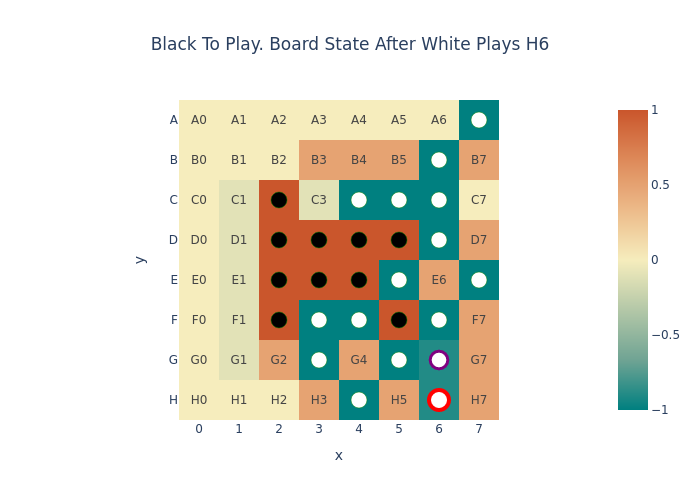 Black To Play. Board State After White Plays H6
A A0 A1 A2 A3 A4 A5 A6
B B0 B1 B2 B3 B4 B5 B7
C C0 C1 C3 C7
D D0 D1 D7
E E0 E1 E6
F F0 F1 F7
G G0 G1 G2 G4 G7
H H0 H1 H2 H3 H5 H7
0 1 2 3 4 5 6 7
x
y
1
0.5
0
−0.5
−1